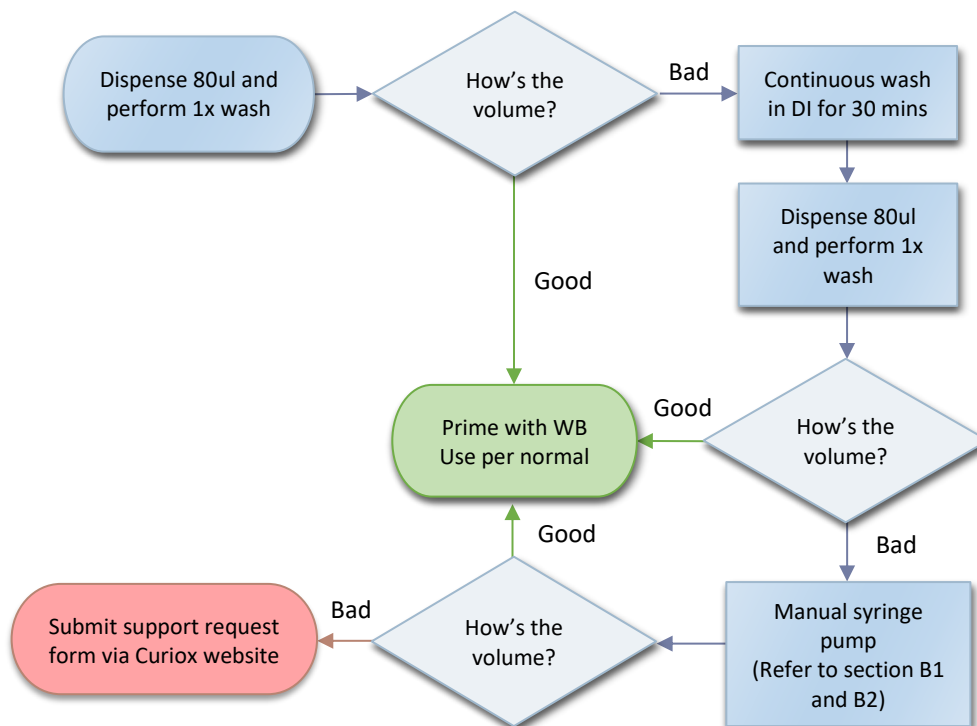 Dispense 80ul and
perform 1x wash
How's the
volume?
Bad
Continuous wash
in DI for 30 mins
Good
Dispense 80ul
and perform 1x
wash
How's the
volume?
Good
Prime with WB
Use per normal
Bad
Manual syringe
pump
(Refer to section B1
and B2)
How's the
volume?
Good
Bad
Submit support request
form via Curiox website